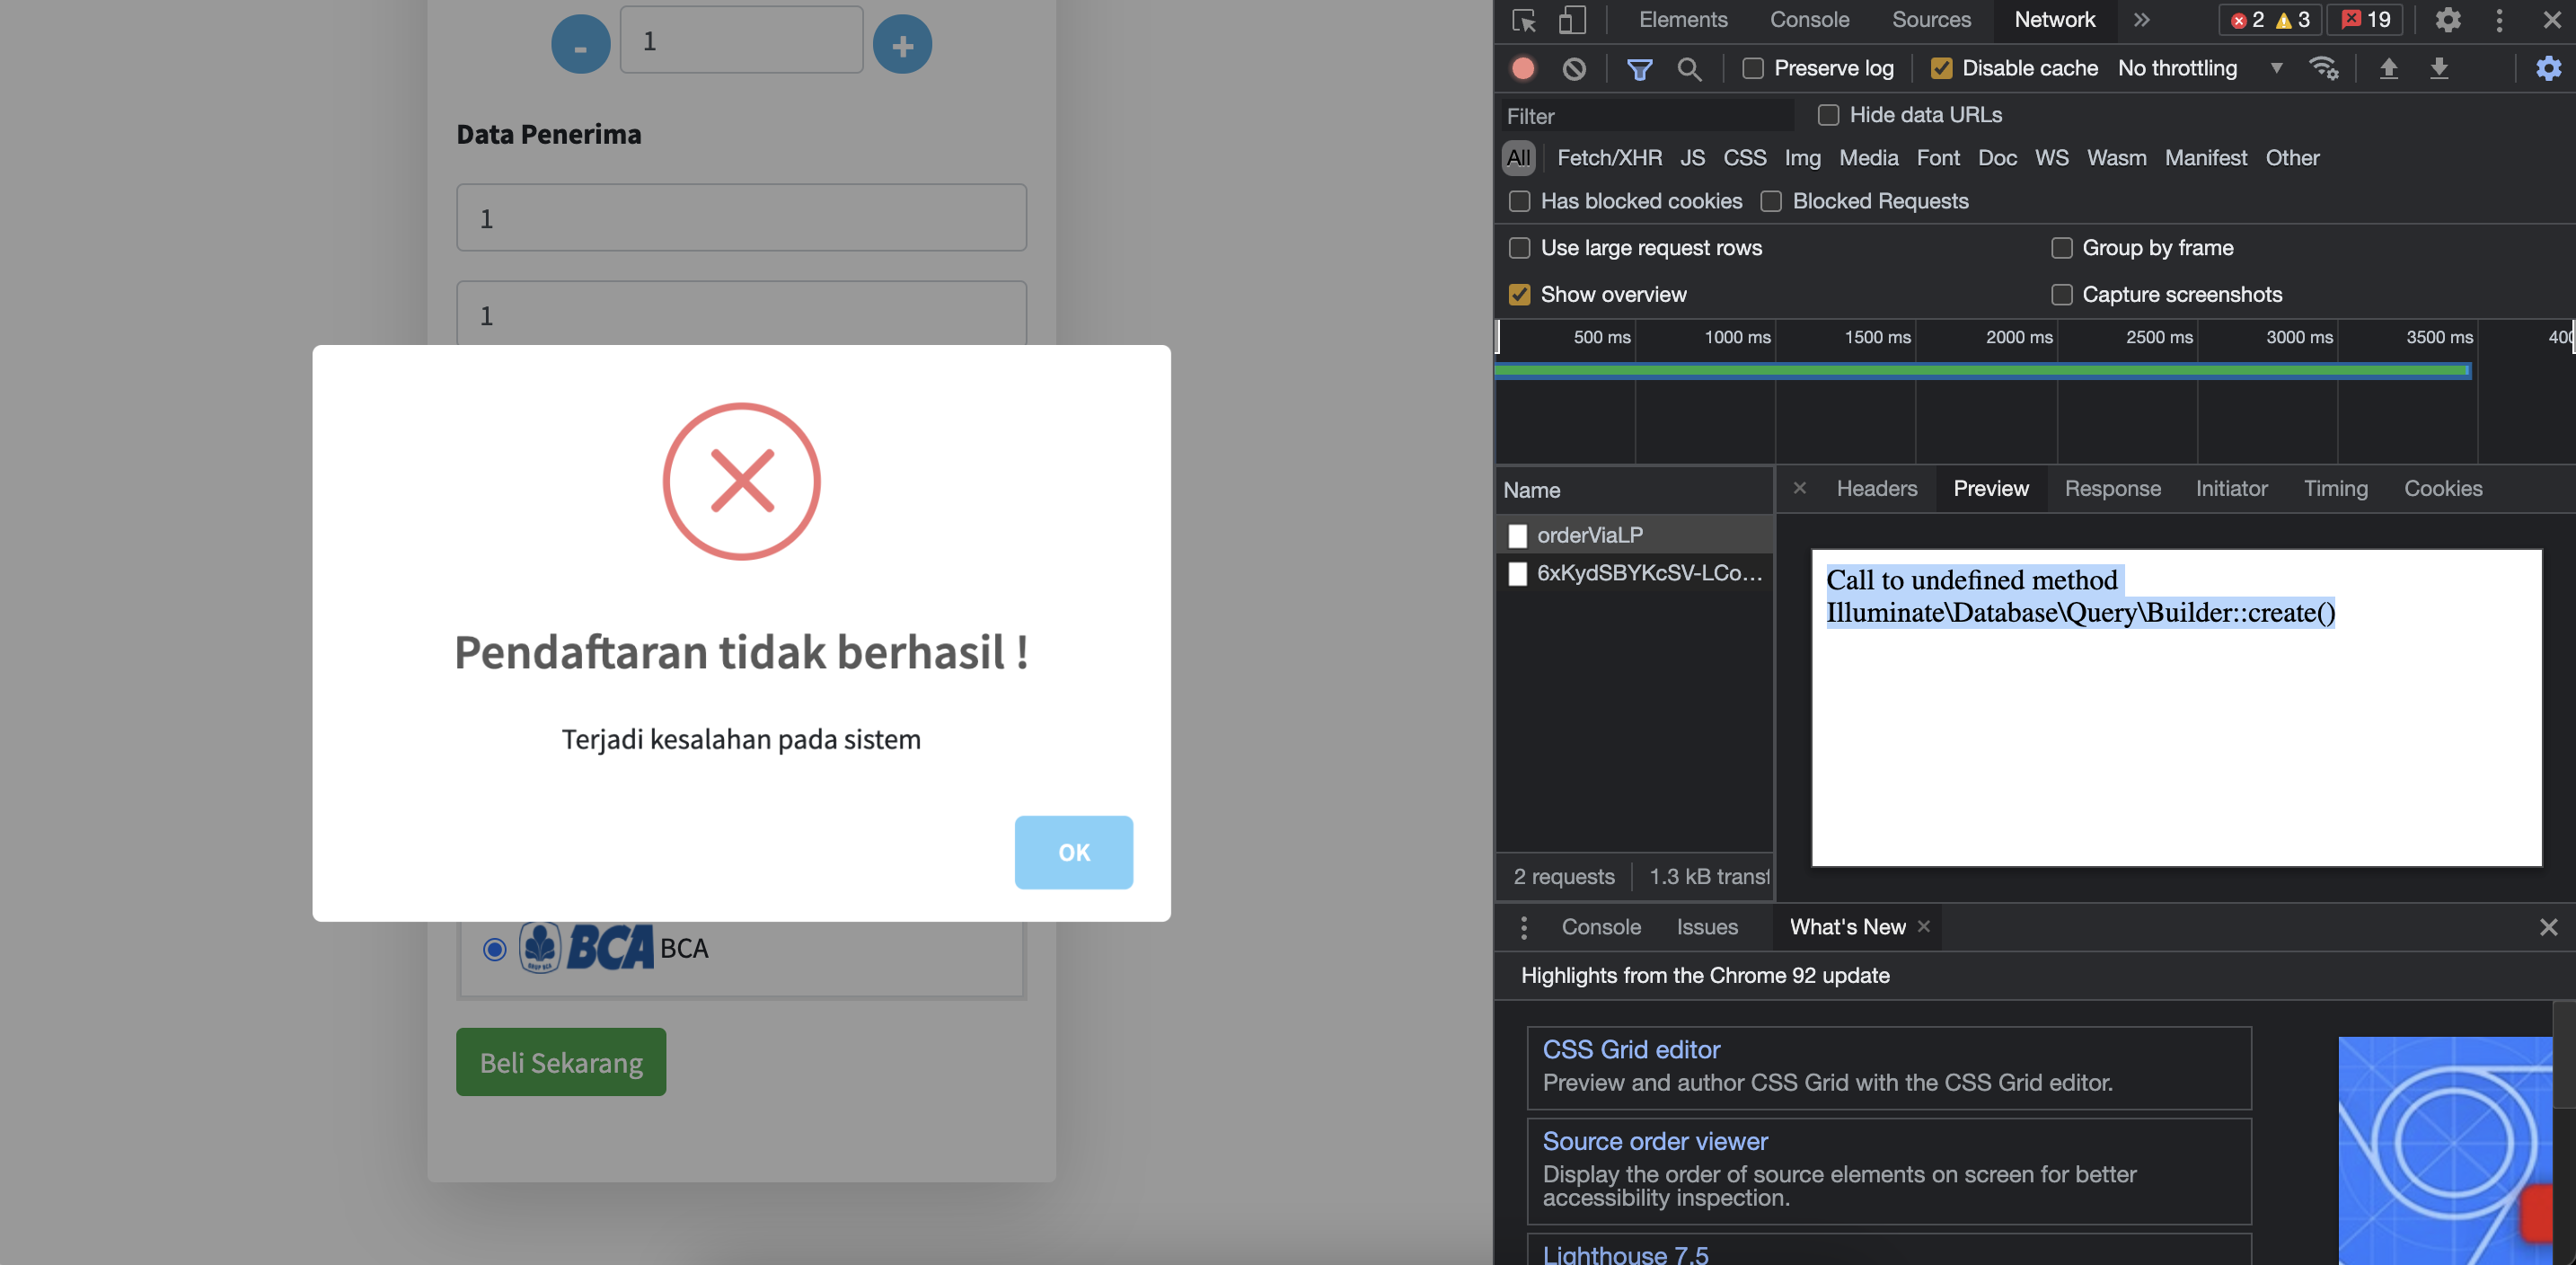 -
1
+
Data Penerima
1
1
Pendaftaran tidak berhasil !
Terjadi kesalahan pada sistem
OK
BCA BCA
Beli Sekarang
Elements
Console
Sources
Network
2
3
19
Preserve log
Disable cache
No throttling
Filter
Hide data URLs
All
Fetch/XHR
JS
CSS
Img
Media
Font
Doc
WS
Wasm
Manifest
Other
Has blocked cookies
Blocked Requests
Use large request rows
Group by frame
Show overview
Capture screenshots
500 ms
1000 ms
1500 ms
2000 ms
2500 ms
3000 ms
3500 ms
Name
Headers
Preview
Response
Initiator
Timing
Cookies
orderViaLP
6xKydSBYKcSV-LCo...
Call to undefined method
Illuminate\Database\Query\Builder::create()
2 requests
1.3 kB
Console
Issues
What's New
Highlights from the Chrome 92 update
CSS Grid editor
Preview and author CSS Grid with the CSS Grid editor.
Source order viewer
Display the order of source elements on screen for better
accessibility inspection.
Lighthouse 7.5